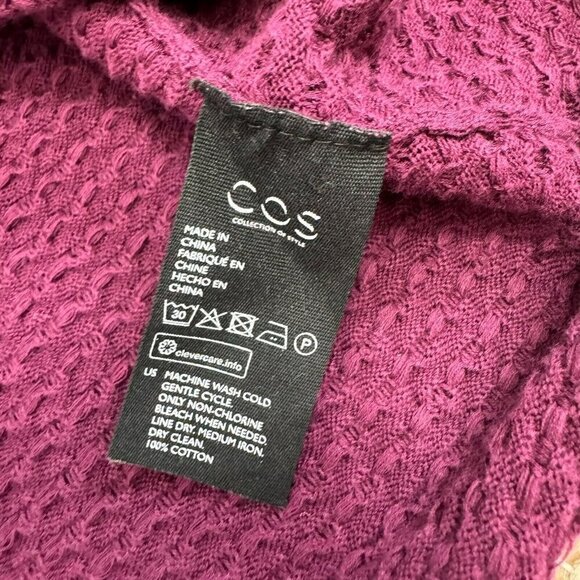 COS
COLLECTION OF STYLE
MADE IN
CHINA
FABRIQUÉ EN
CHINE
HECHO EN
CHINA
30
P
clevercare.info
US MACHINE WASH COLD
GENTLE CYCLE.
ONLY NON-CHLORINE
BLEACH WHEN NEEDED.
LINE DRY. MEDIUM IRON.
DRY CLEAN.
100% COTTON